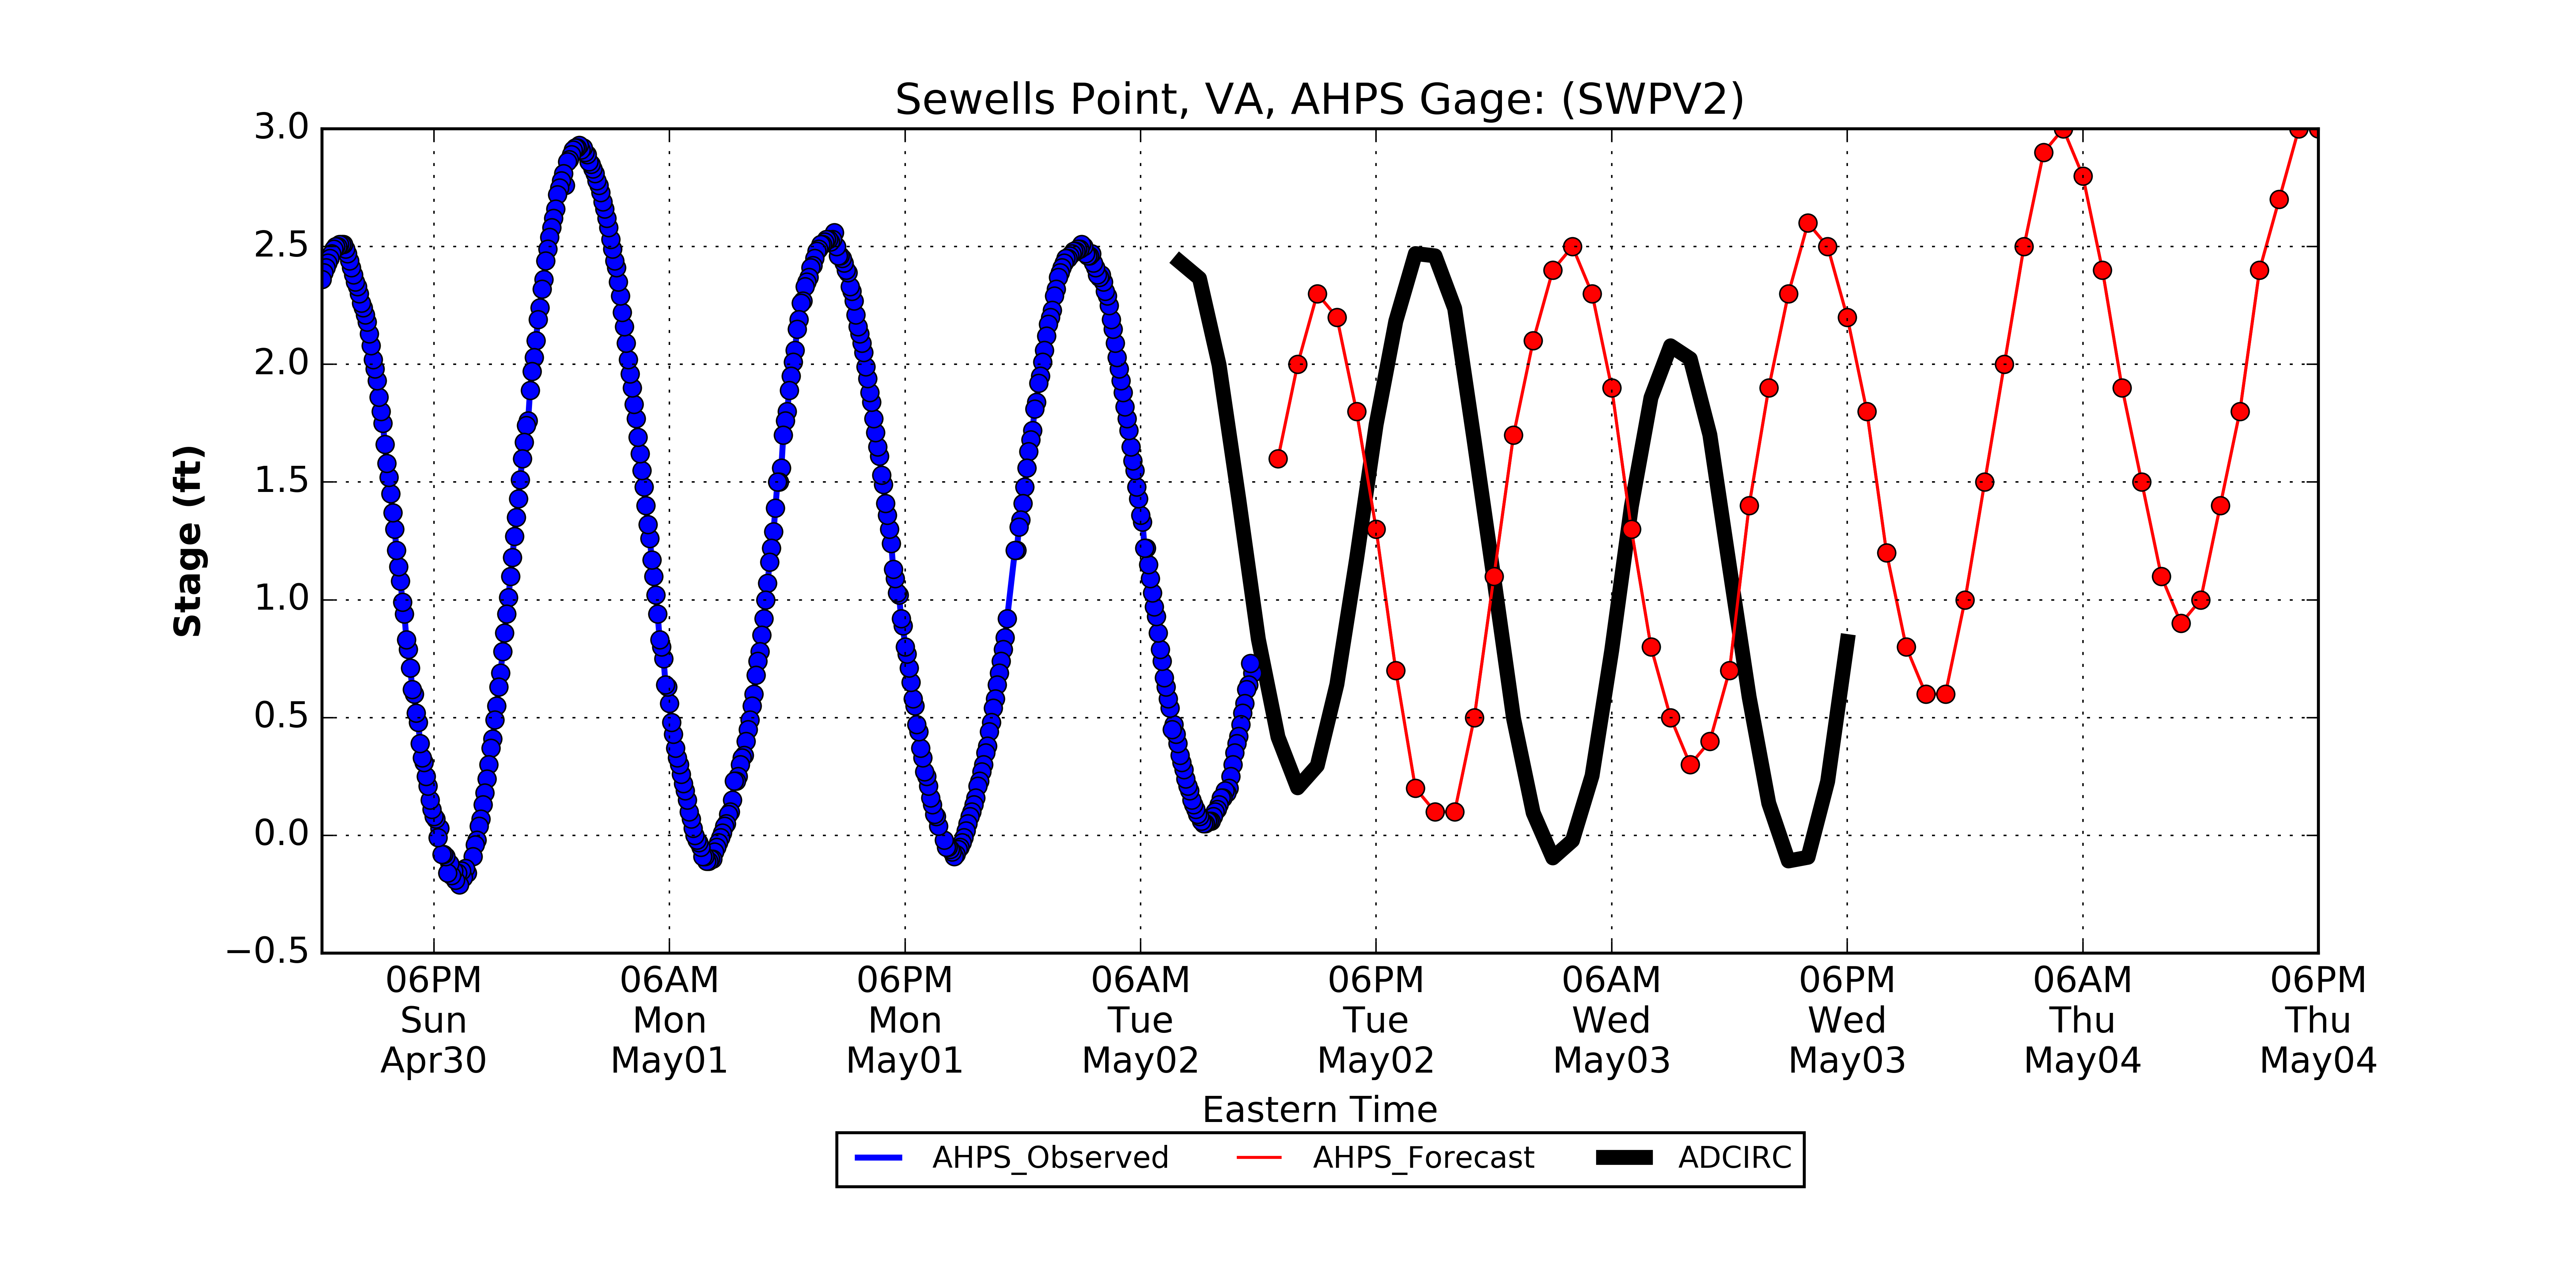 Sewells Point, VA, AHPS Gage: (SWPV2)
Stage (ft)
3.0
2.5
2.0
1.5
1.0
0.5
0.0
−0.5
06PM 06AM 06PM 06AM 06PM 06AM 06PM 06AM 06PM
Sun Mon Mon Tue Tue Wed Wed Thu Thu
Apr30 May01 May01 May02 May02 May03 May03 May04 May04
Eastern Time
AHPS_Observed AHPS_Forecast ADCIRC